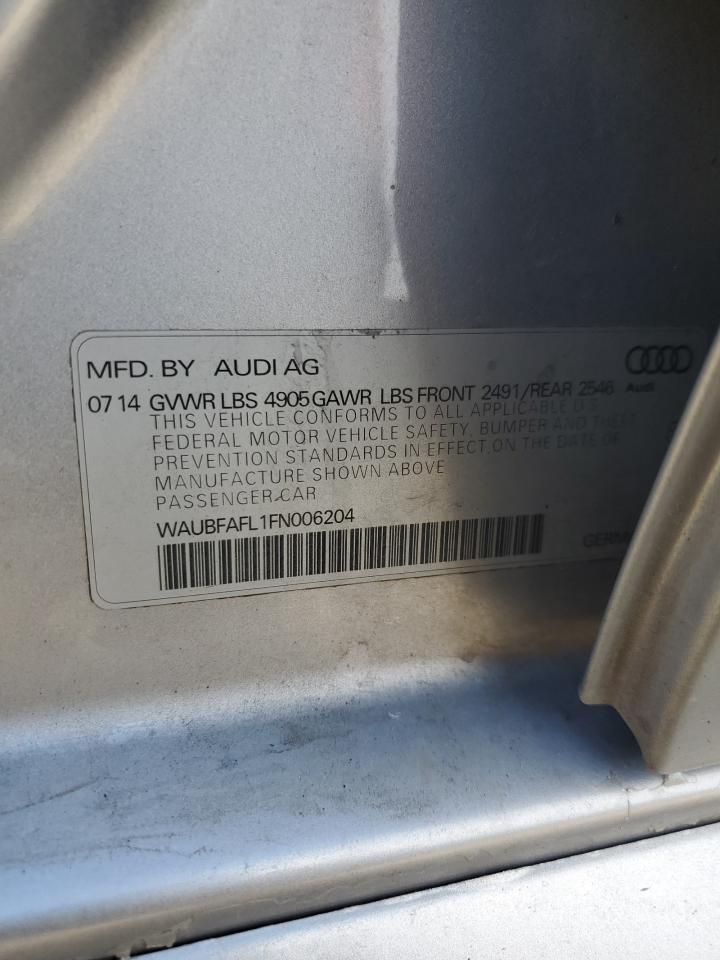 MFD. BY AUDI AG
07 14 GVWR LBS 4905 GAWR LBS FRONT 2491/REAR 2546
Audi
THIS VEHICLE CONFORMS TO ALL APPLICABLE U.S.
FEDERAL MOTOR VEHICLE SAFETY, BUMPER AND THEFT
PREVENTION STANDARDS IN EFFECT,ON THE DATE OF
MANUFACTURE SHOWN ABOVE
PASSENGER CAR
WAUBFAFL1FN006204